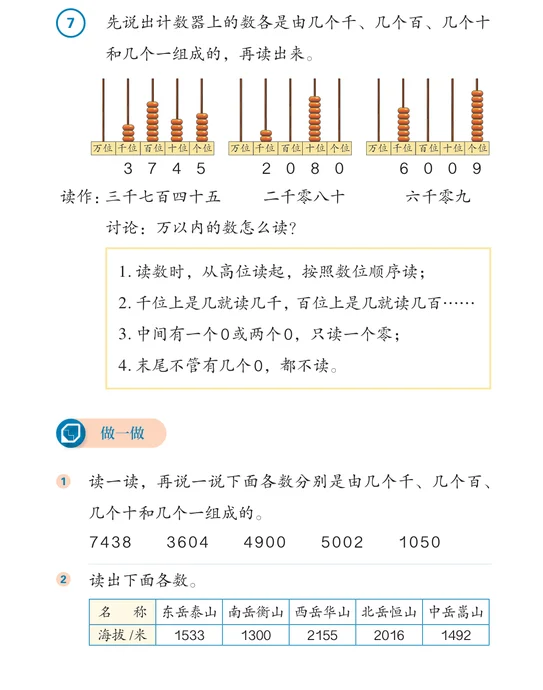 7 先说出计数器上的数各是由几个千、几个百、几个十
和几个一组成的，再读出来。
万位 千位 百位 十位 个位 万位 千位 百位 十位 个位 万位 千位 百位 十位 个位
3 7 4 5 2 0 8 0 6 0 0 9
读作：三千七百四十五 二千零八十 六千零九
讨论：万以内的数怎么读？
1. 读数时，从高位读起，按照数位顺序读；
2. 千位上是几就读几千，百位上是几就读几百……
3. 中间有一个0或两个0，只读一个零；
4. 末尾不管有几个0，都不读。
做一做
1 读一读，再说一说下面各数分别是由几个千、几个百、
几个十和几个一组成的。
7438 3604 4900 5002 1050
2 读出下面各数。
名 称 东岳泰山 南岳衡山 西岳华山 北岳恒山 中岳嵩山
海拔/米 1533 1300 2155 2016 1492